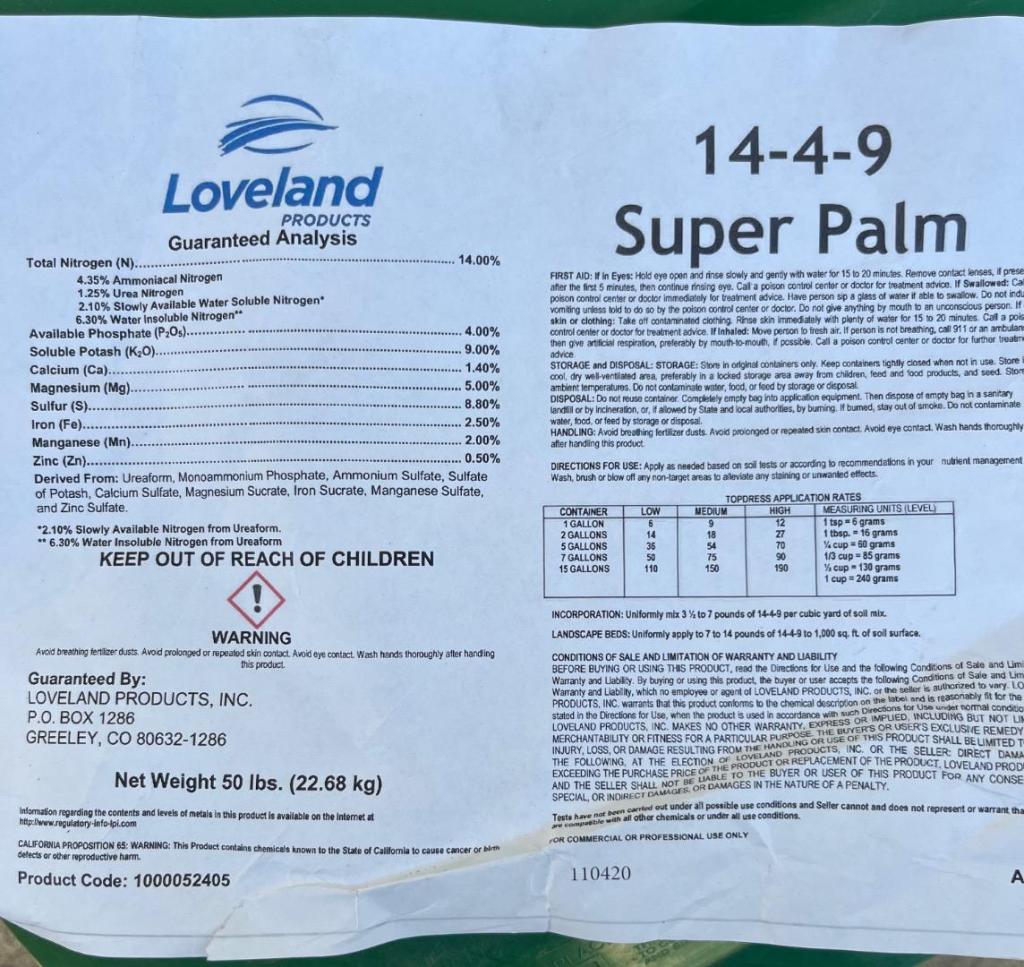 Loveland
PRODUCTS
Guaranteed Analysis
Total Nitrogen (N)........ 14.00%
4.35% Ammoniacal Nitrogen
1.25% Urea Nitrogen
2.10% Slowly Available Water Soluble Nitrogen*
6.30% Water Insoluble Nitrogen**
Available Phosphate (P₂O₅)........ 4.00%
Soluble Potash (K₂O)........ 9.00%
Calcium (Ca)........ 1.40%
Magnesium (Mg)........ 5.00%
Sulfur (S)........ 8.80%
Iron (Fe)........ 2.50%
Manganese (Mn)........ 2.00%
Zinc (Zn)........ 0.50%
Derived From: Ureaform, Monoammonium Phosphate, Ammonium Sulfate, Sulfate
of Potash, Calcium Sulfate, Magnesium Sucrate, Iron Sucrate, Manganese Sulfate,
and Zinc Sulfate.
*2.10% Slowly Available Nitrogen from Ureaform.
** 6.30% Water Insoluble Nitrogen from Ureaform
KEEP OUT OF REACH OF CHILDREN
!
WARNING
Avoid breathing fertilizer dusts. Avoid prolonged or repeated skin contact. Avoid eye contact. Wash hands thoroughly after handling
this product.
Guaranteed By:
LOVELAND PRODUCTS, INC.
P.O. BOX 1286
GREELEY, CO 80632-1286
Net Weight 50 lbs. (22.68 kg)
Information regarding the contents and levels of metals in this product is available on the Internet at
http://www.regulatory-info-lpi.com
CALIFORNIA PROPOSITION 65: WARNING: This Product contains chemicals known to the State of California to cause cancer or birth
defects or other reproductive harm.
Product Code: 1000052405
14-4-9
Super Palm
FIRST AID: If in Eyes: Hold eye open and rinse slowly and gently with water for 15 to 20 minutes. Remove contact lenses, if prese
after the first 5 minutes, then continue rinsing eye. Call a poison control center or doctor for treatment advice. If Swallowed: Cal
poison control center or doctor immediately for treatment advice. Have person sip a glass of water if able to swallow. Do not indu
vomiting unless told to do so by the poison control center or doctor. Do not give anything by mouth to an unconscious person. If
skin or clothing: Take off contaminated clothing. Rinse skin immediately with plenty of water for 15 to 20 minutes. Call a pois
control center or doctor for treatment advice. If Inhaled: Move person to fresh air. If person is not breathing, call 911 or an ambulan
then give artificial respiration, preferably by mouth-to-mouth, if possible. Call a poison control center or doctor for further treatm
advice.
STORAGE and DISPOSAL: STORAGE: Store in original containers only. Keep containers tightly closed when not in use. Store i
cool, dry well-ventilated area, preferably in a locked storage area away from children, feed and food products, and seed. Stor
ambient temperatures. Do not contaminate water, food, or feed by storage or disposal.
DISPOSAL: Do not reuse container. Completely empty bag into application equipment. Then dispose of empty bag in a sanitary
landfill or by incineration, or, if allowed by State and local authorities, by burning. If burned, stay out of smoke. Do not contaminate
water, food, or feed by storage or disposal.
HANDLING: Avoid breathing fertilizer dusts. Avoid prolonged or repeated skin contact. Avoid eye contact. Wash hands thoroughly
after handling this product.
DIRECTIONS FOR USE: Apply as needed based on soil tests or according to recommendations in your nutrient management
Wash, brush or blow off any non-target areas to alleviate any staining or unwanted effects.
TOPDRESS APPLICATION RATES
CONTAINER LOW MEDIUM HIGH MEASURING UNITS (LEVEL)
1 GALLON 6 9 12 1 tsp = 6 grams
2 GALLONS 14 18 27 1 tbsp. = 16 grams
5 GALLONS 36 54 70 ¼ cup = 60 grams
7 GALLONS 50 75 90 1/3 cup = 85 grams
15 GALLONS 110 150 190 ½ cup = 130 grams
1 cup = 240 grams
INCORPORATION: Uniformly mix 3 ½ to 7 pounds of 14-4-9 per cubic yard of soil mix.
LANDSCAPE BEDS: Uniformly apply to 7 to 14 pounds of 14-4-9 to 1,000 sq. ft. of soil surface.
CONDITIONS OF SALE AND LIMITATION OF WARRANTY AND LIABILITY
BEFORE BUYING OR USING THIS PRODUCT, read the Directions for Use and the following Conditions of Sale and Limi
Warranty and Liability. By buying or using this product, the buyer or user accepts the following Conditions of Sale and Lim
Warranty and Liability, which no employee or agent of LOVELAND PRODUCTS, INC. or the seller is authorized to vary. LO
PRODUCTS, INC. warrants that this product conforms to the chemical description on the label and is reasonably fit for the
stated in the Directions for Use, when the product is used in accordance with such Directions for Use under normal conditio
LOVELAND PRODUCTS, INC. MAKES NO OTHER WARRANTY, EXPRESS OR IMPLIED, INCLUDING BUT NOT LIM
MERCHANTABILITY OR FITNESS FOR A PARTICULAR PURPOSE. THE BUYER'S OR USER'S EXCLUSIVE REMEDY
INJURY, LOSS, OR DAMAGE RESULTING FROM THE HANDLING OR USE OF THIS PRODUCT SHALL BE LIMITED T
THE FOLLOWING, AT THE ELECTION OF LOVELAND PRODUCTS, INC. OR THE SELLER: DIRECT DAMA
EXCEEDING THE PURCHASE PRICE OF THE PRODUCT OR REPLACEMENT OF THE PRODUCT. LOVELAND PROD
AND THE SELLER SHALL NOT BE LIABLE TO THE BUYER OR USER OF THIS PRODUCT FOR ANY CONSE
SPECIAL, OR INDIRECT DAMAGES, OR DAMAGES IN THE NATURE OF A PENALTY.
Tests have not been carried out under all possible use conditions and Seller cannot and does not represent or warrant tha
are compatible with all other chemicals or under all use conditions.
FOR COMMERCIAL OR PROFESSIONAL USE ONLY
110420
A